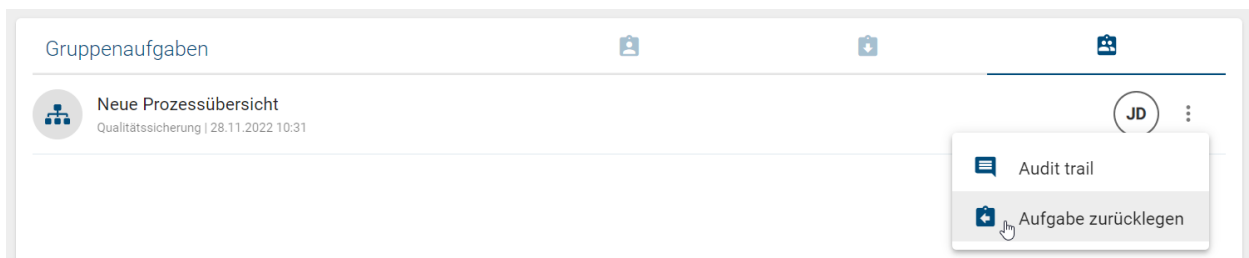 Gruppenaufgaben
Neue Prozessübersicht
Qualitätssicherung | 28.11.2022 10:31
JD
Audit trail
Aufgabe zurücklegen